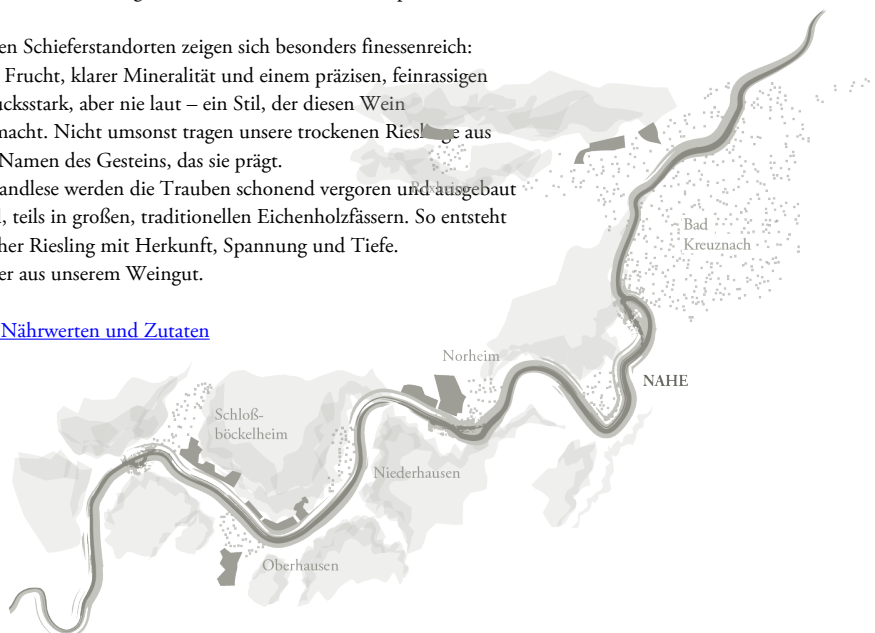 en Schieferstandorten zeigen sich besonders finessenreich:
Frucht, klarer Mineralität und einem präzisen, feinrassigen
ucksstark, aber nie laut – ein Stil, der diesen Wein
macht. Nicht umsonst tragen unsere trockenen Rieslinge aus
Namen des Gesteins, das sie prägt.
andlese werden die Trauben schonend vergoren und ausgebaut
l, teils in großen, traditionellen Eichenholzfässern. So entsteht
her Riesling mit Herkunft, Spannung und Tiefe.
er aus unserem Weingut.
Nährwerten und Zutaten
Bad
Kreuznach
Norheim
NAHE
Schloß-
böckelheim
Niederhausen
Oberhausen